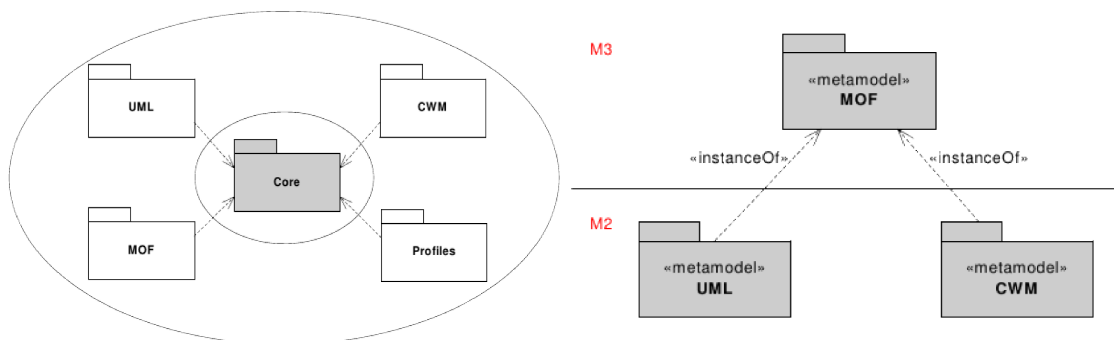 UML
CWM
Core
MOF
Profiles
M3
«metamodel»
MOF
«instanceOf»
«instanceOf»
M2
«metamodel»
UML
«metamodel»
CWM